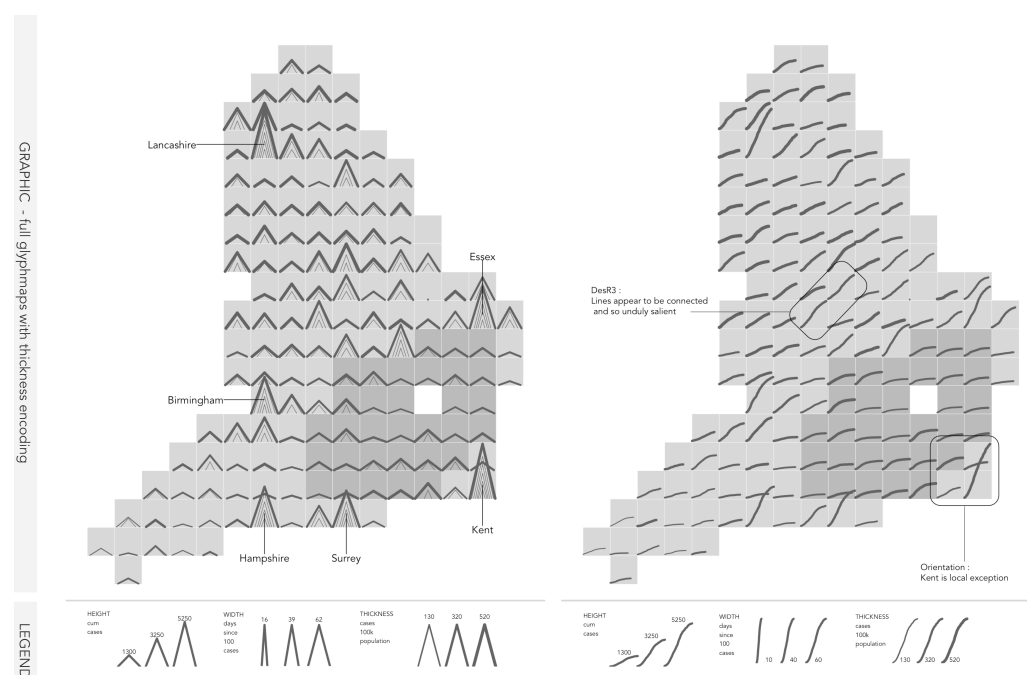 GRAPHIC - full glyphmaps with thickness encoding
Lancashire
Essex
Birmingham
Kent
Hampshire
Surrey
DesR3 :
Lines appear to be connected
and so unduly salient
Orientation :
Kent is local exception
LEGEND
HEIGHT
cum
cases
1300
3250
5250
WIDTH
days
since
100
cases
16
39
62
THICKNESS
cases
100k
population
130
320
520
HEIGHT
cum
cases
1300
3250
5250
WIDTH
days
since
100
cases
10
40
60
THICKNESS
cases
100k
population
130
320
520